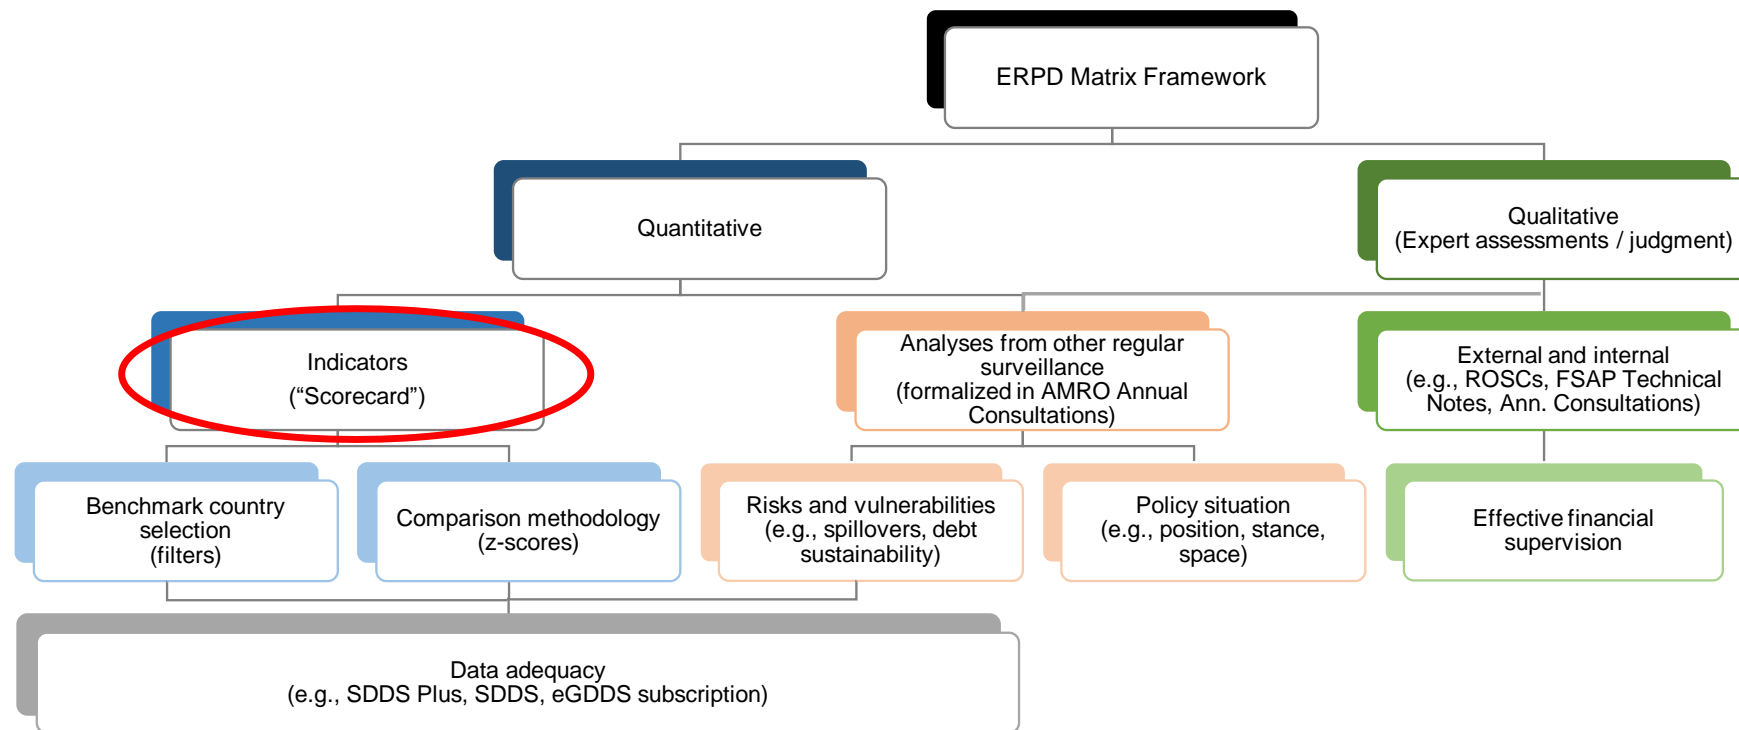 ERPD Matrix Framework
Quantitative
Qualitative
(Expert assessments / judgment)
Indicators
(“Scorecard”)
Analyses from other regular
surveillance
(formalized in AMRO Annual
Consultations)
External and internal
(e.g., ROSCs, FSAP Technical
Notes, Ann. Consultations)
Benchmark country
selection
(filters)
Comparison methodology
(z-scores)
Risks and vulnerabilities
(e.g., spillovers, debt
sustainability)
Policy situation
(e.g., position, stance,
space)
Effective financial
supervision
Data adequacy
(e.g., SDDS Plus, SDDS, eGDDS subscription)